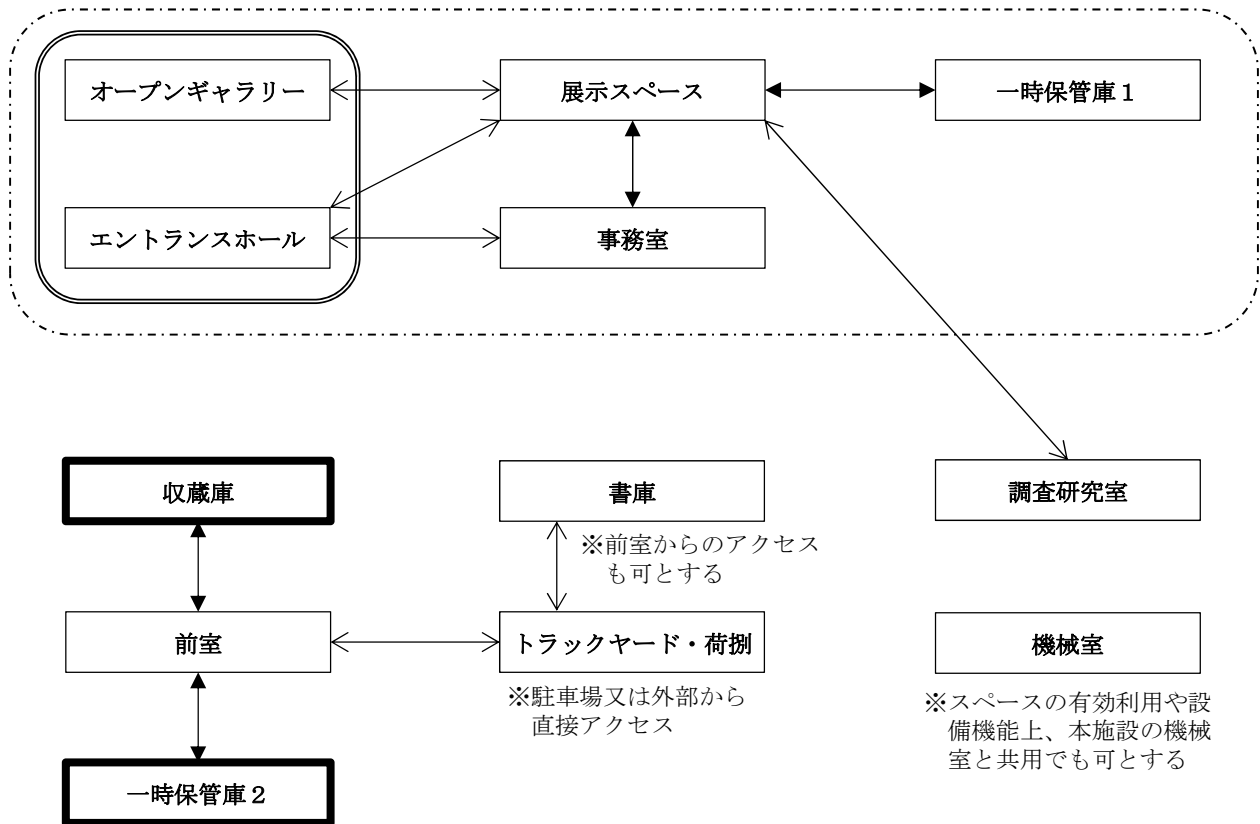 オープンギャラリー
展示スペース
一時保管庫１
エントランスホール
事務室
収蔵庫
書庫
調査研究室
※前室からのアクセス
も可とする
前室
トラックヤード・荷捌
機械室
※駐車場又は外部から
直接アクセス
※スペースの有効利用や設
備機能上、本施設の機械
室と共用でも可とする
一時保管庫２